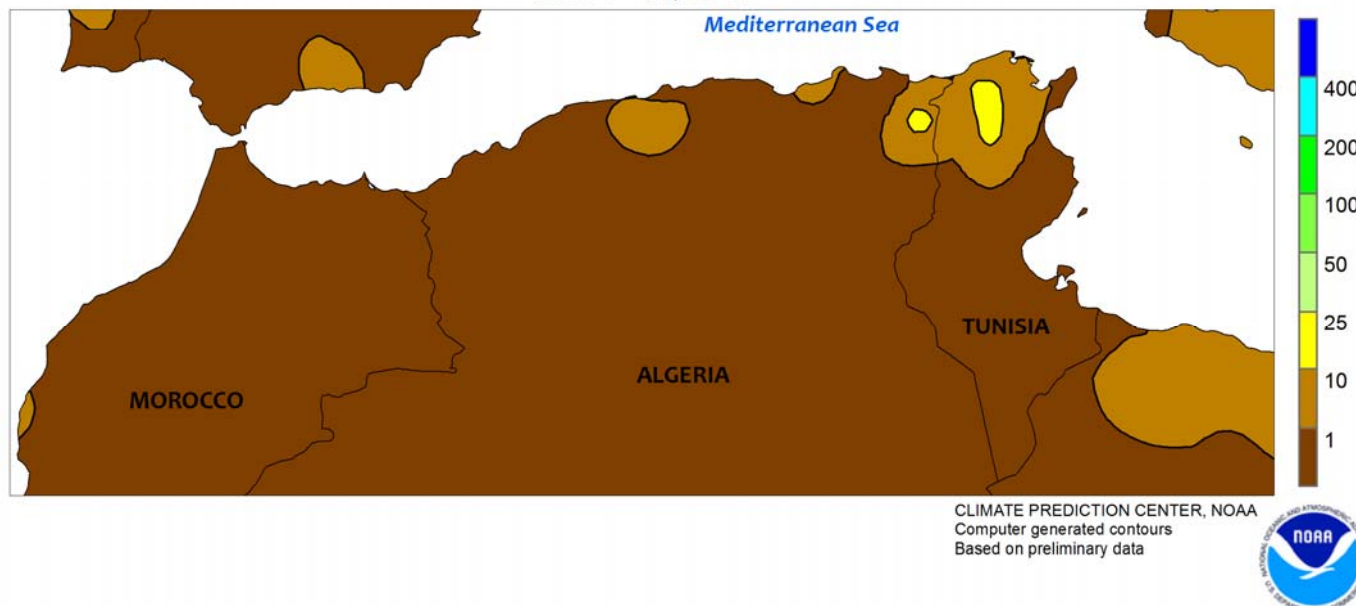 Mediterranean Sea
400
200
100
50
25
10
1
TUNISIA
ALGERIA
MOROCCO
CLIMATE PREDICTION CENTER, NOAA
Computer generated contours
Based on preliminary data
NOAA